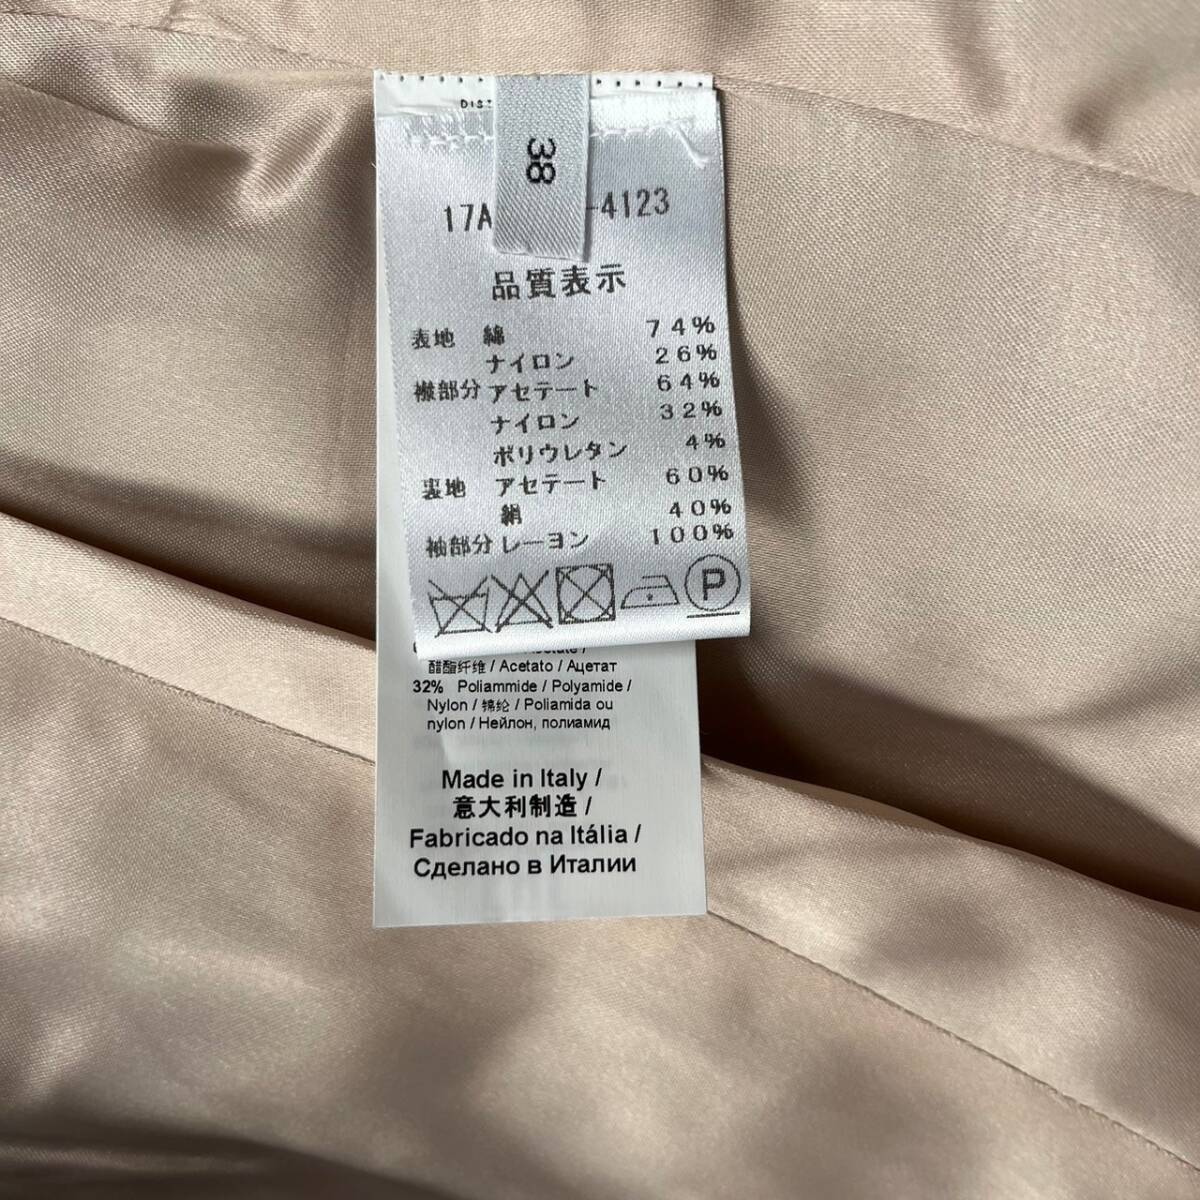 38
17A -4123
品質表示
表地 綿 74%
ナイロン 26%
襟部分 アセテート 64%
ナイロン 32%
ポリウレタン 4%
裏地 アセテート 60%
絹 40%
袖部分 レーヨン 100%
P
醋酯纤维 / Acetato / Ацетат
32% Poliammide / Polyamide /
Nylon / 锦纶 / Poliamida ou
nylon / Нейлон, полиамид
Made in Italy /
意大利制造 /
Fabricado na Itália /
Сделано в Италии